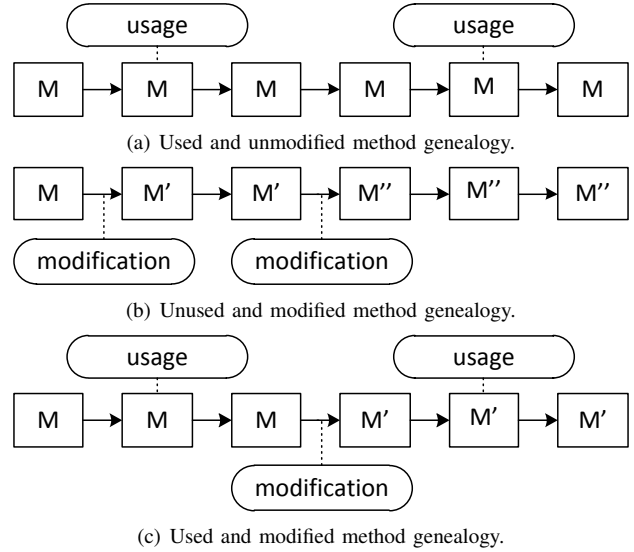 usage usage
M M M M M M
(a) Used and unmodified method genealogy.
M M' M' M'' M'' M''
modification modification
(b) Unused and modified method genealogy.
usage usage
M M M M' M' M'
modification
(c) Used and modified method genealogy.